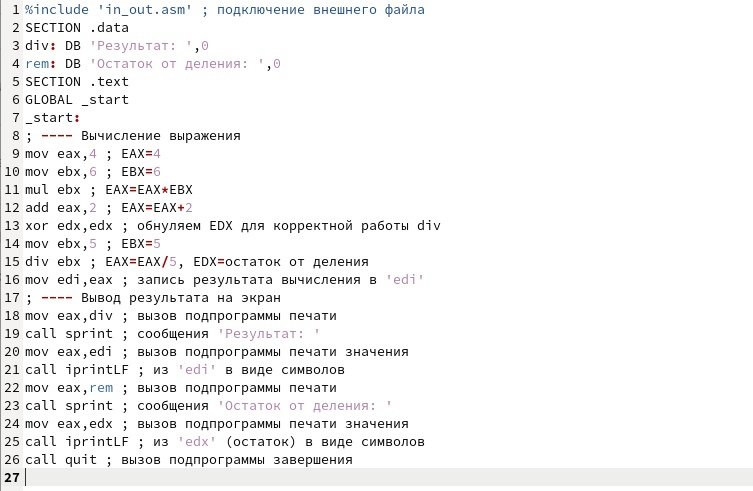 1 %include 'in_out.asm' ; подключение внешнего файла
2 SECTION .data
3 div: DB 'Результат: ',0
4 rem: DB 'Остаток от деления: ',0
5 SECTION .text
6 GLOBAL _start
7 _start:
8 ; ---- Вычисление выражения
9 mov eax,4 ; EAX=4
10 mov ebx,6 ; EBX=6
11 mul ebx ; EAX=EAX*EBX
12 add eax,2 ; EAX=EAX+2
13 xor edx,edx ; обнуляем EDX для корректной работы div
14 mov ebx,5 ; EBX=5
15 div ebx ; EAX=EAX/5, EDX=остаток от деления
16 mov edi,eax ; запись результата вычисления в 'edi'
17 ; ---- Вывод результата на экран
18 mov eax,div ; вызов подпрограммы печати
19 call sprint ; сообщения 'Результат: '
20 mov eax,edi ; вызов подпрограммы печати значения
21 call iprintLF ; из 'edi' в виде символов
22 mov eax,rem ; вызов подпрограммы печати
23 call sprint ; сообщения 'Остаток от деления: '
24 mov eax,edx ; вызов подпрограммы печати значения
25 call iprintLF ; из 'edx' (остаток) в виде символов
26 call quit ; вызов подпрограммы завершения
27